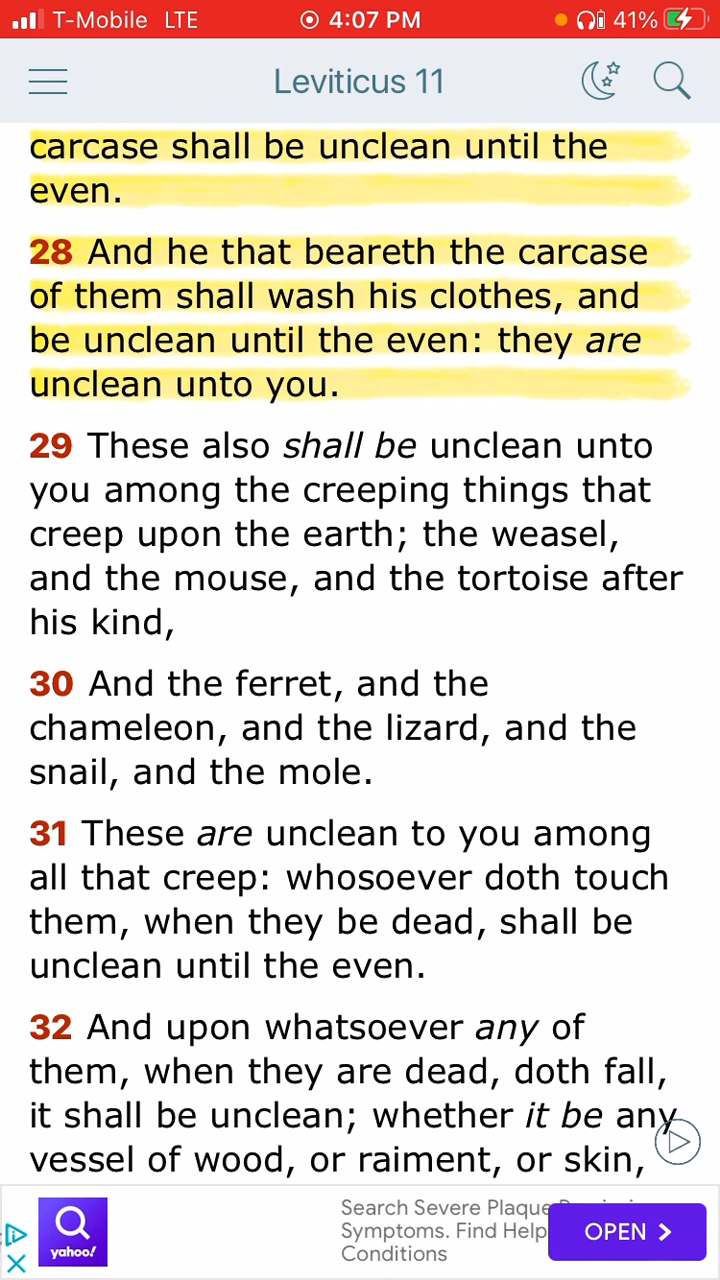 T-Mobile LTE 4:07 PM 41%
Leviticus 11
carcase shall be unclean until the
even.
28 And he that beareth the carcase
of them shall wash his clothes, and
be unclean until the even: they are
unclean unto you.
29 These also shall be unclean unto
you among the creeping things that
creep upon the earth; the weasel,
and the mouse, and the tortoise after
his kind,
30 And the ferret, and the
chameleon, and the lizard, and the
snail, and the mole.
31 These are unclean to you among
all that creep: whosoever doth touch
them, when they be dead, shall be
unclean until the even.
32 And upon whatsoever any of
them, when they are dead, doth fall,
it shall be unclean; whether it be any
vessel of wood, or raiment, or skin,
yahoo!
Search Severe Plaque
Symptoms. Find Help
Conditions
OPEN